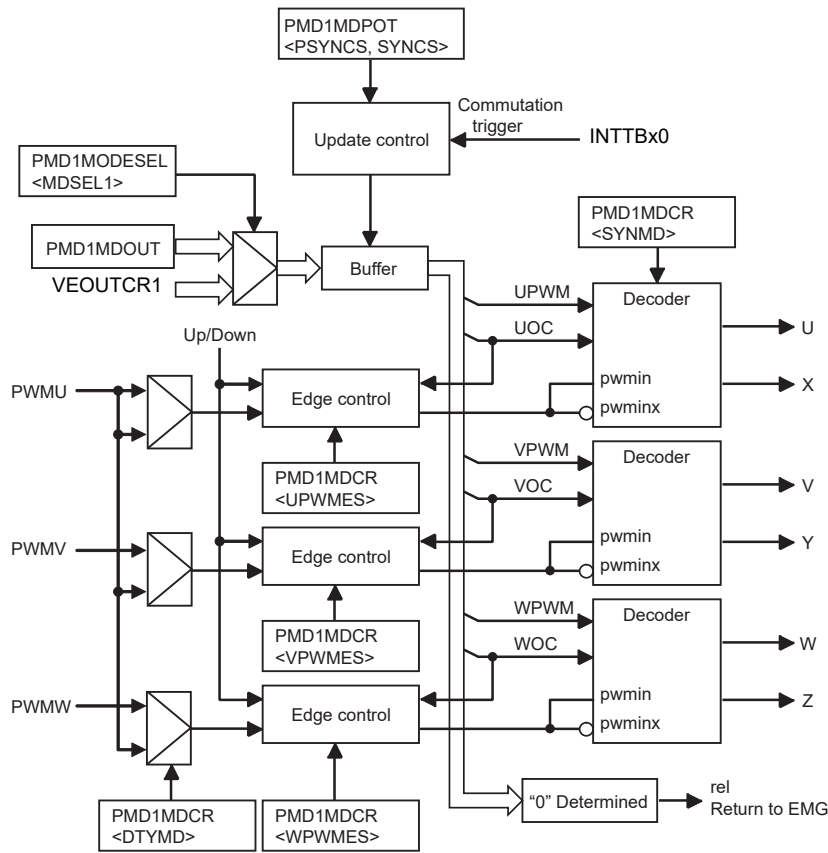 PMD1MDPOT
<PSYNCS, SYNCS>
Commutation
trigger
Update control
INTTBx0
PMD1MODESEL
<MDSEL1>
PMD1MDCR
<SYNMD>
PMD1MDOUT
VEOUTCR1
Buffer
UPWM
Decoder
UOC
U
Up/Down
PWMU
Edge control
pwmin
X
pwminx
PMD1MDCR
<UPWMES>
VPWM
Decoder
VOC
V
PWMV
Edge control
pwmin
Y
pwminx
PMD1MDCR
<VPWMES>
WPWM
Decoder
WOC
W
PWMW
Edge control
pwmin
Z
pwminx
PMD1MDCR
<DTYMD>
PMD1MDCR
<WPWMES>
“0” Determined
rel
Return to EMG